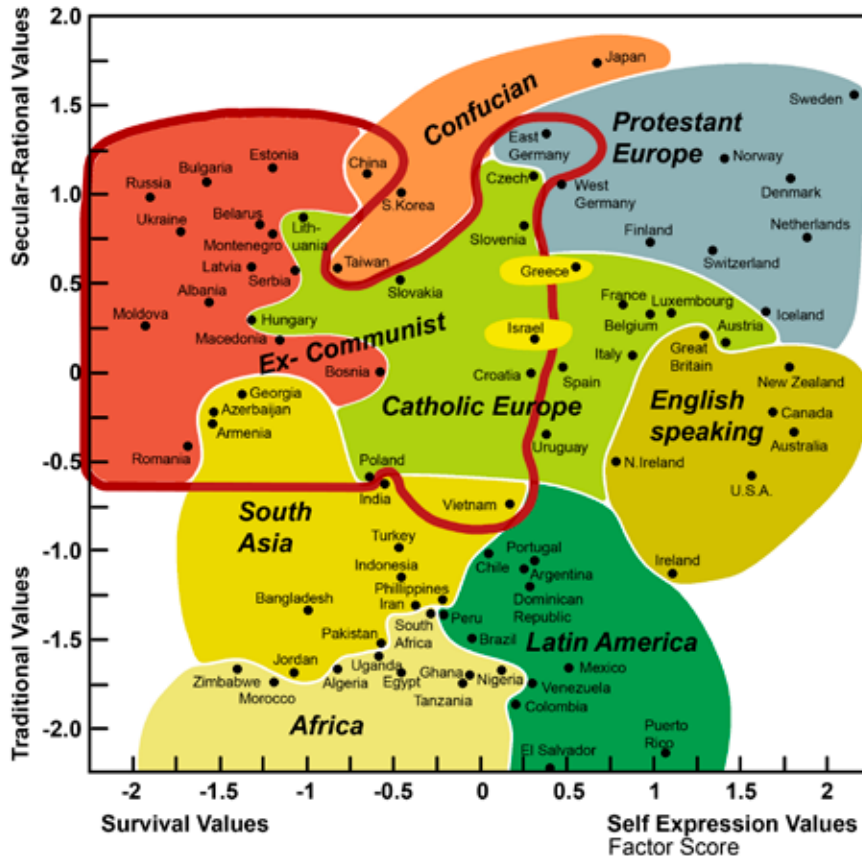 Secular-Rational Values
Traditional Values
2.0
1.5
1.0
0.5
0
-0.5
-1.0
-1.5
-2.0
Japan
Confucian
Sweden
East
Germany
Protestant
Europe
Estonia
China
Norway
Bulgaria
Czech
Russia
West
Germany
Denmark
S.Korea
Belarus
Lith-
uania
Ukraine
Montenegro
Slovenia
Finland
Netherlands
Switzerland
Latvia
Serbia
Taiwan
Greece
Slovakia
Albania
France
Luxembourg
Moldova
Hungary
Belgium
Austria
Iceland
Macedonia
Ex- Communist
Israel
Italy
Great
Britain
Bosnia
Croatia
Spain
New Zealand
Georgia
Azerbaijan
Armenia
Catholic Europe
English
speaking
Canada
Australia
Uruguay
Romania
Poland
India
N.Ireland
U.S.A.
Vietnam
South
Asia
Turkey
Portugal
Chile
Argentina
Ireland
Indonesia
Phillippines
Dominican
Republic
Iran
Bangladesh
South
Africa
Peru
Pakistan
Brazil
Latin America
Zimbabwe
Jordan
Morocco
Algeria
Uganda
Egypt
Ghana
Tanzania
Nigeria
Mexico
Venezuela
Colombia
Africa
Puerto
Rico
El Salvador
-2 -1.5 -1 -0.5 0 0.5 1 1.5 2
Survival Values
Self Expression Values
Factor Score